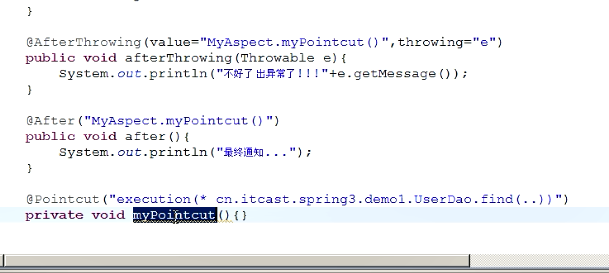 }
@AfterThrowing(value="MyAspect.myPointcut()",throwing="e")
public void afterThrowing(Throwable e){
System.out.println("不好了 出异常了!!!"+e.getMessage());
}
@After("MyAspect.myPointcut()")
public void after(){
System.out.println("最终通知...");
}
@Pointcut("execution(* cn.itcast.spring3.demo1.UserDao.find(..))")
private void myPointcut(){}